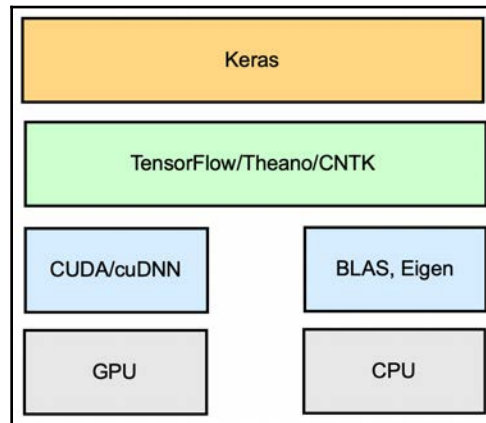 Keras
TensorFlow/Theano/CNTK
CUDA/cuDNN
BLAS, Eigen
GPU
CPU